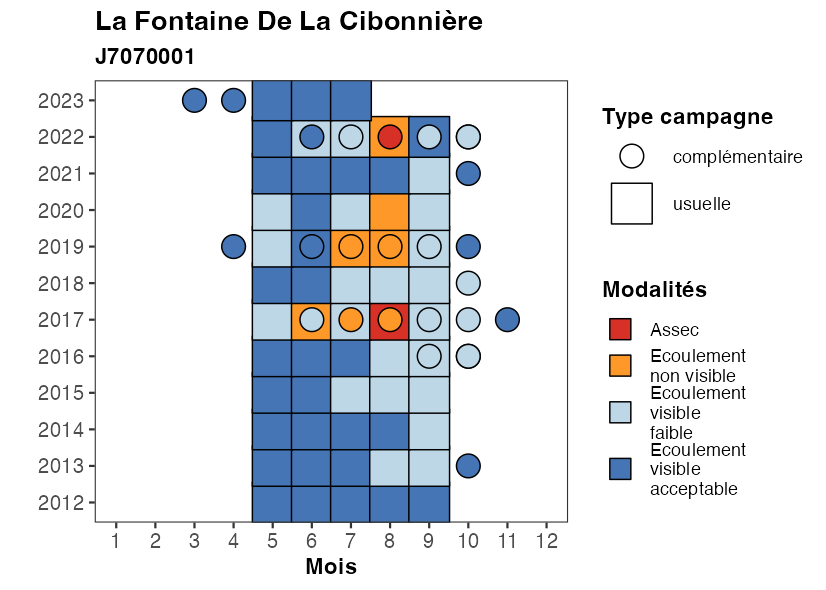 La Fontaine De La Cibonnière
J7070001
2023
2022
2021
2020
2019
2018
2017
2016
2015
2014
2013
2012
1 2 3 4 5 6 7 8 9 10 11 12
Mois
Type campagne
complémentaire
usuelle
Modalités
Assec
Ecoulement
non visible
Ecoulement
visible
faible
Ecoulement
visible
acceptable